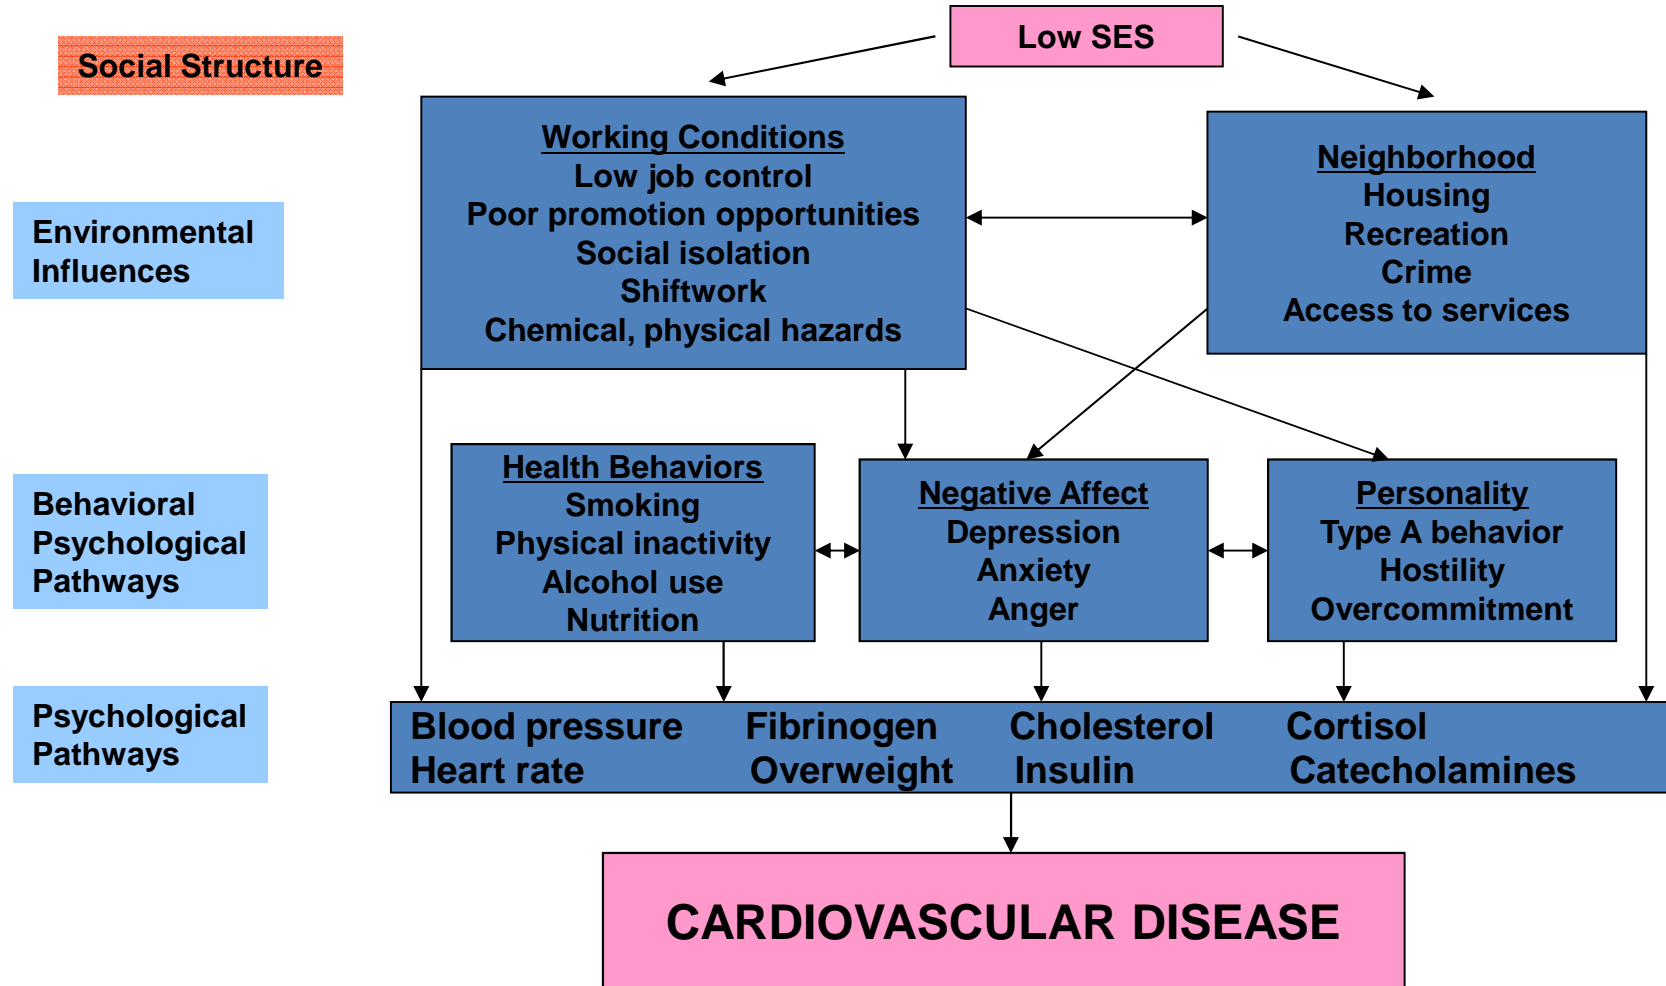 Low SES
Social Structure
Working Conditions
Low job control
Poor promotion opportunities
Social isolation
Shiftwork
Chemical, physical hazards
Neighborhood
Housing
Recreation
Crime
Access to services
Environmental
Influences
Health Behaviors
Smoking
Physical inactivity
Alcohol use
Nutrition
Negative Affect
Depression
Anxiety
Anger
Personality
Type A behavior
Hostility
Overcommitment
Behavioral
Psychological
Pathways
Psychological
Pathways
Blood pressure Fibrinogen Cholesterol Cortisol
Heart rate Overweight Insulin Catecholamines
CARDIOVASCULAR DISEASE